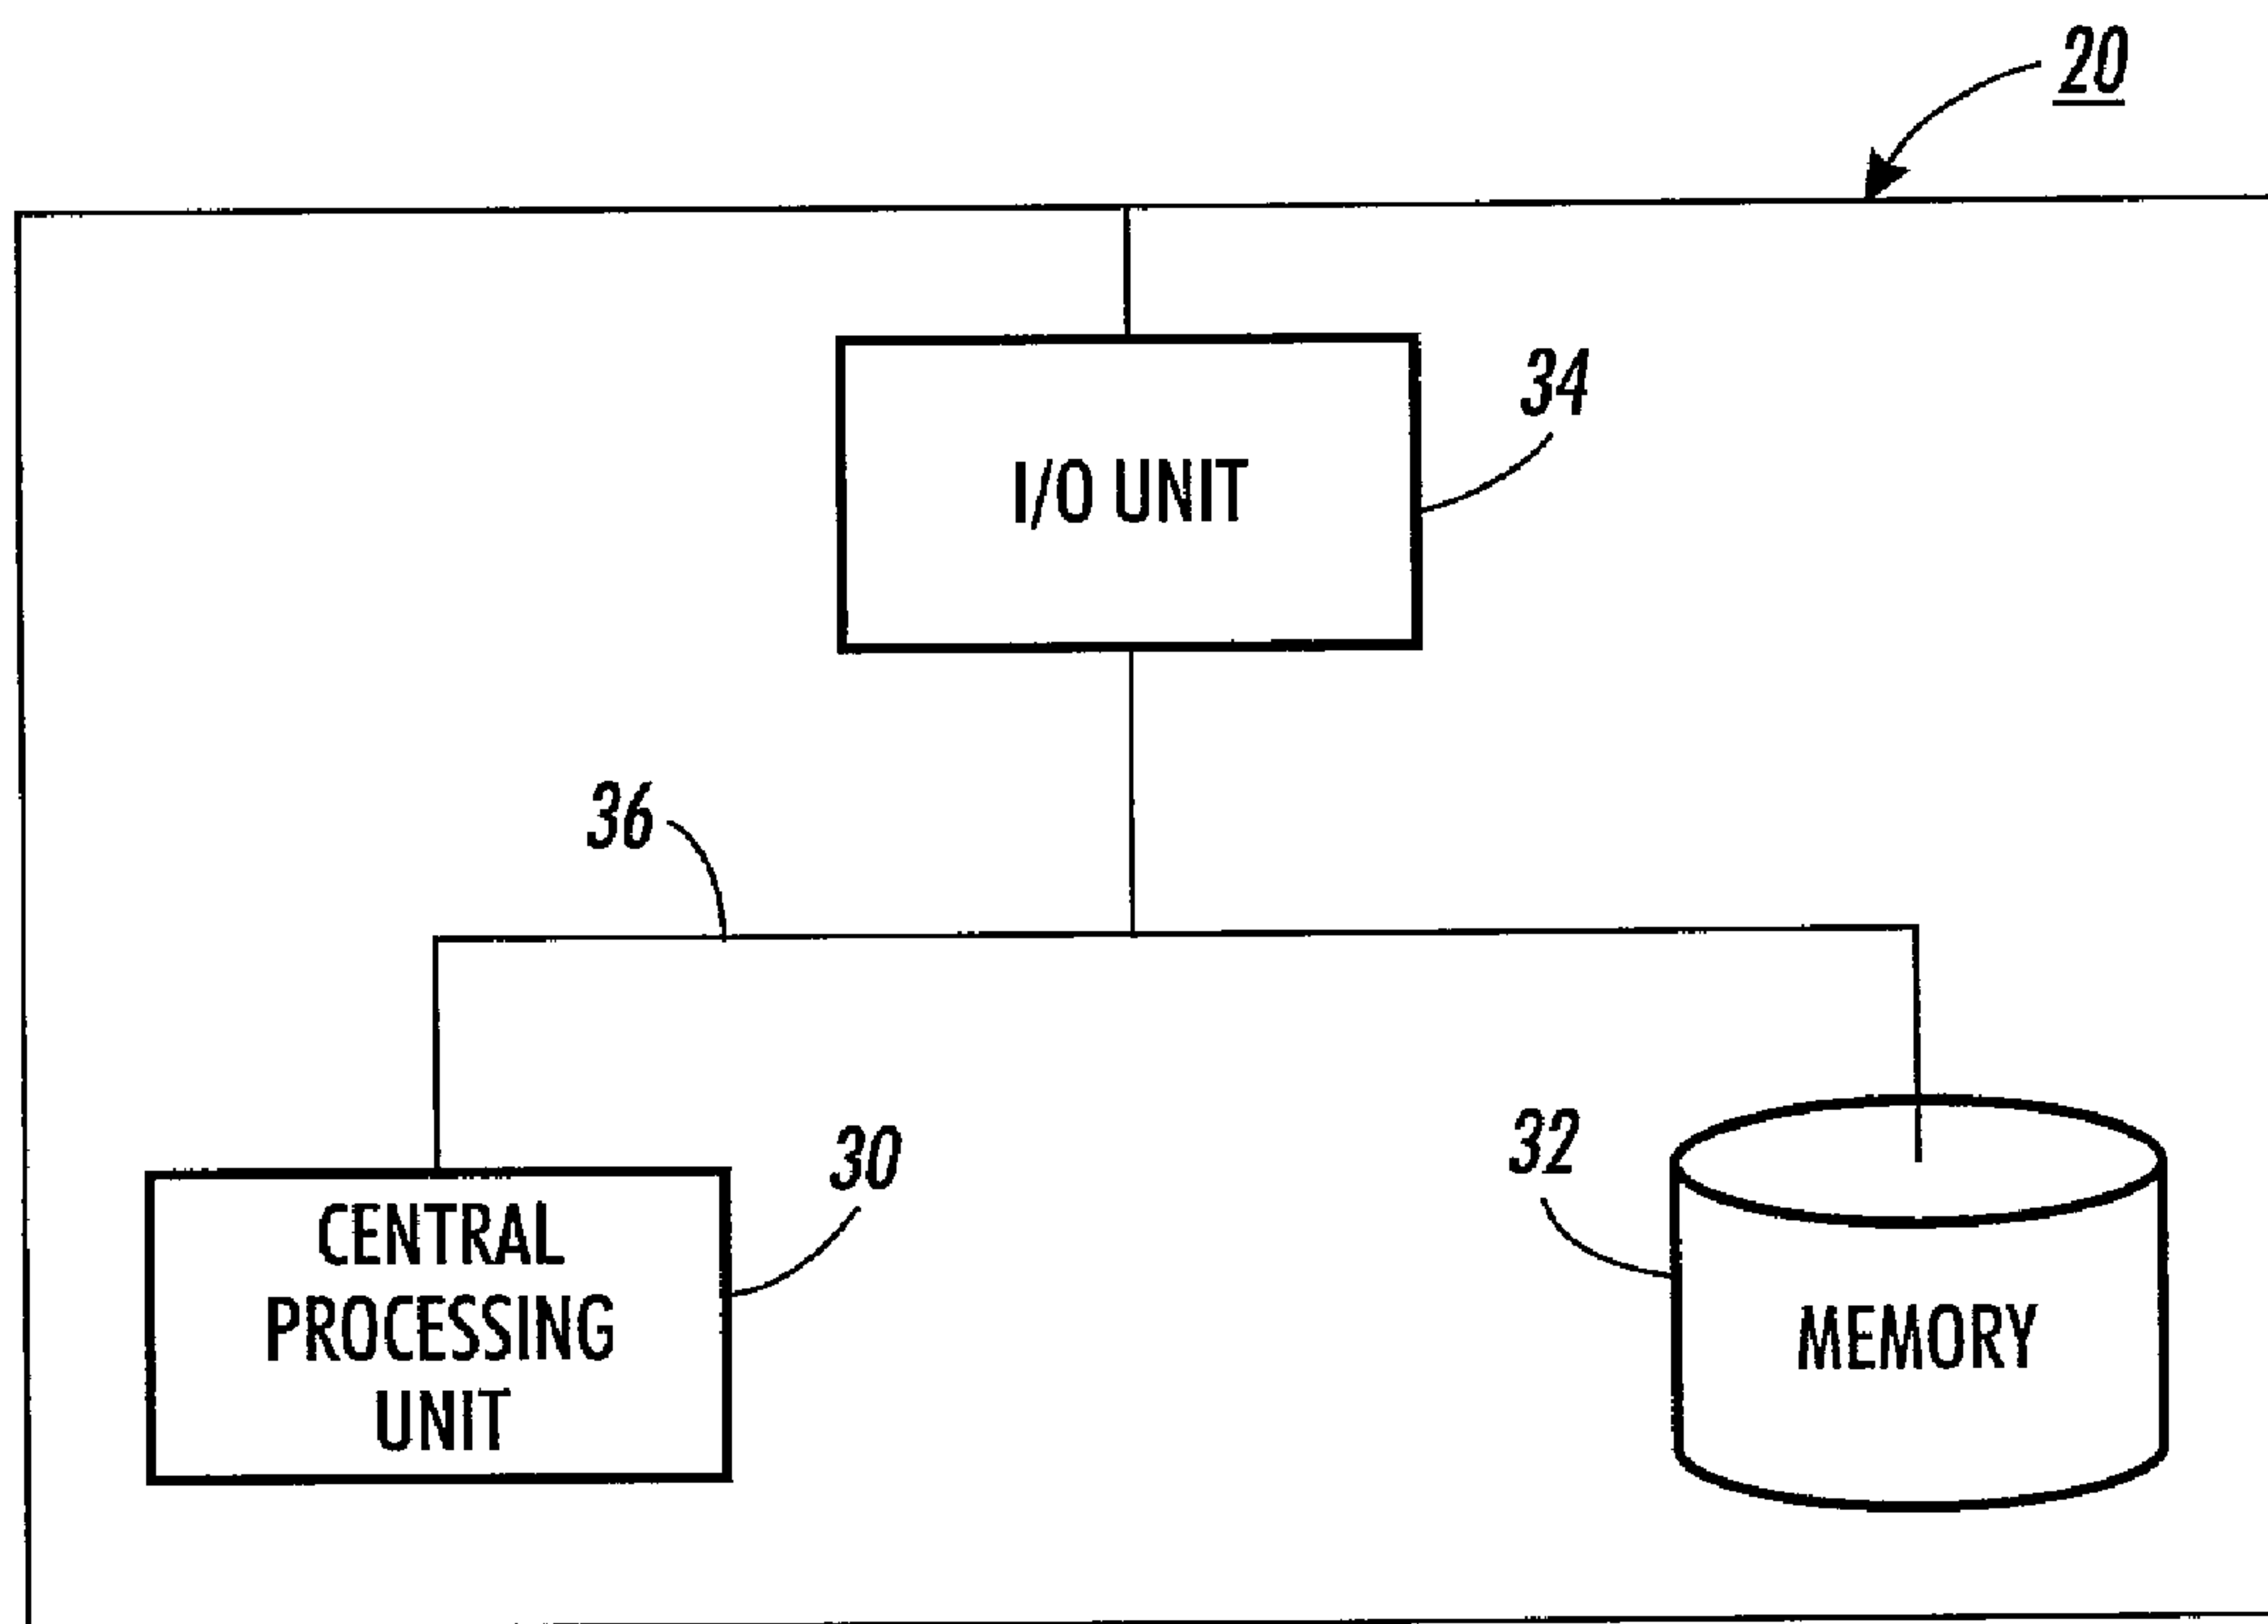 20
34
I/O UNIT
36
30
32
CENTRAL
PROCESSING
UNIT
MEMORY